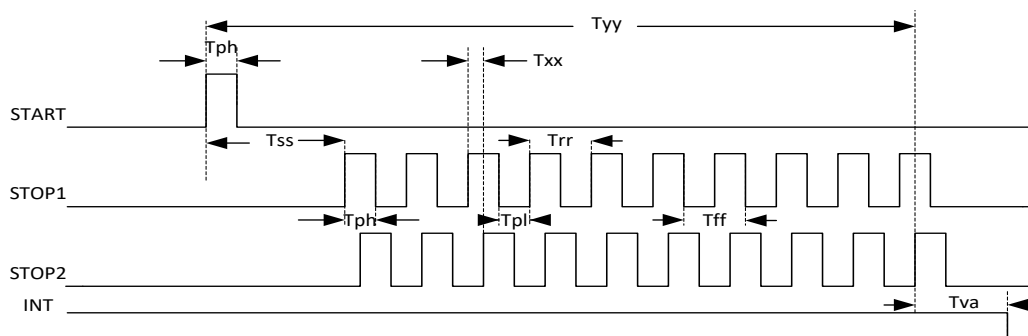 Tyy
Tph
Txx
START
Tss
Trr
STOP1
Tph
Tpl
Tff
STOP2
INT
Tva